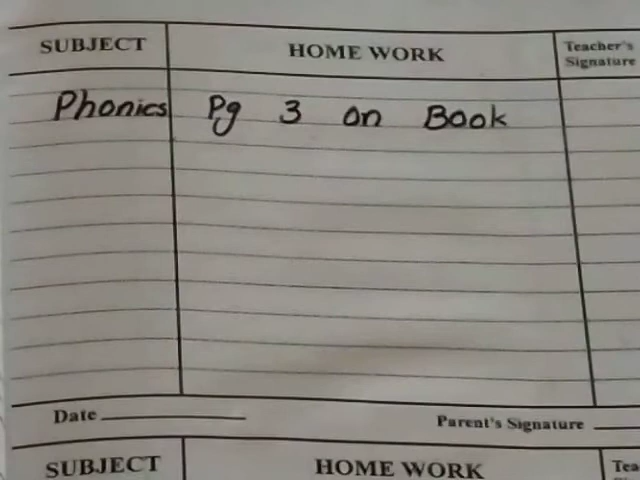 SUBJECT HOME WORK Teacher's Signature
Phonics Pg 3 on Book
Date Parent's Signature
SUBJECT HOME WORK